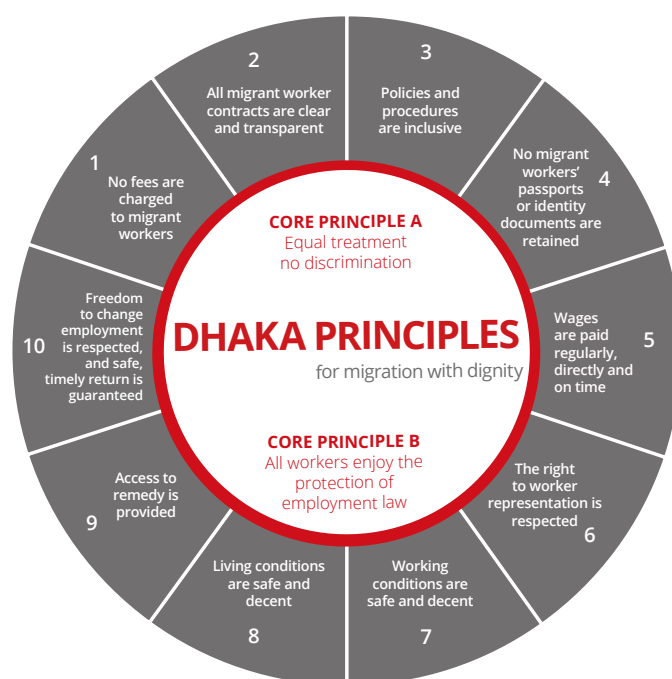 CORE PRINCIPLE A
Equal treatment
no discrimination
DHAKA PRINCIPLES
for migration with dignity
CORE PRINCIPLE B
All workers enjoy the
protection of
employment law
1
No fees are
charged
to migrant
workers
2
All migrant worker
contracts are clear
and transparent
3
Policies and
procedures
are inclusive
4
No migrant
workers'
passports
or identity
documents are
retained
5
Wages
are paid
regularly,
directly and
on time
6
The right
to worker
representation is
respected
7
Working
conditions are
safe and decent
8
Living conditions
are safe and
decent
9
Access to
remedy is
provided
10
Freedom
to change
employment
is respected,
and safe,
timely return is
guaranteed